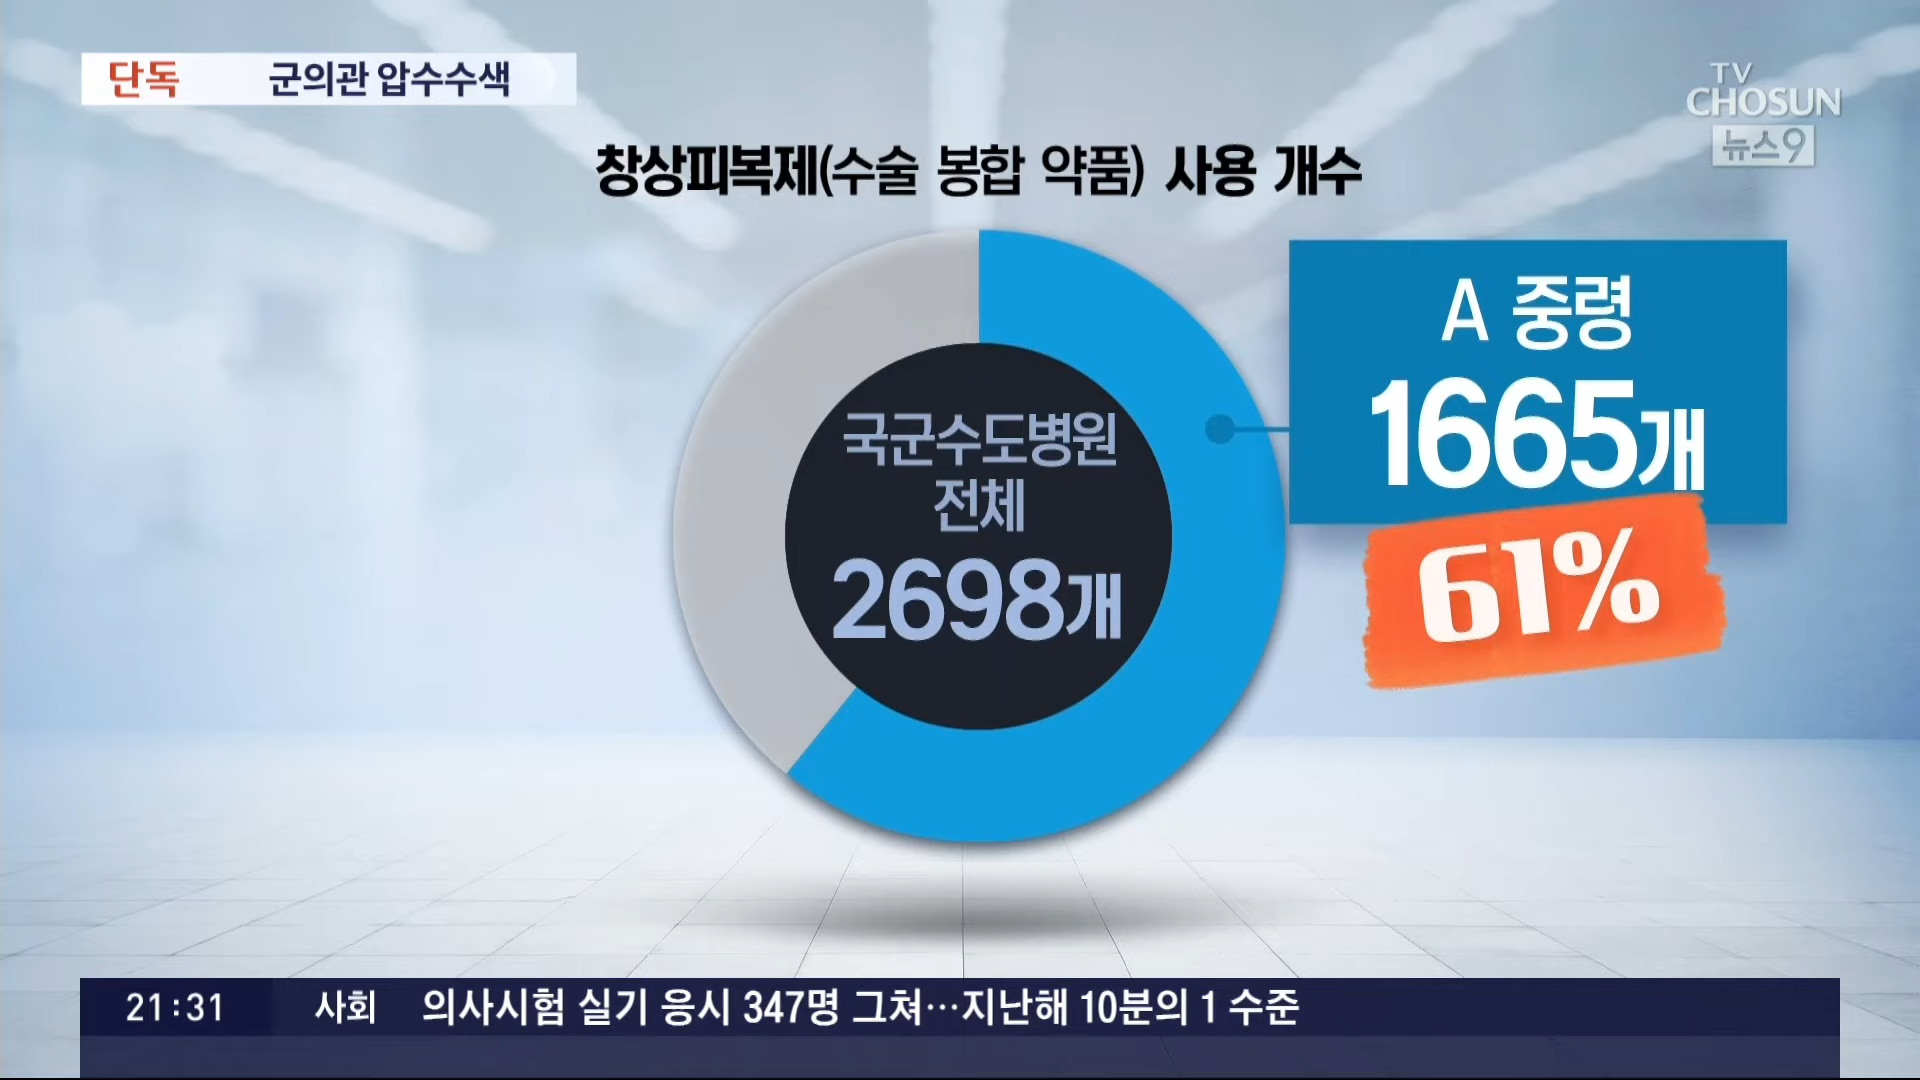 단독 군의관 압수수색
TV
CHOSUN
뉴스9
창상피복제(수술 봉합 약품) 사용 개수
A 중령
1665개
61%
국군수도병원
전체
2698개
21:31 사회 의사시험 실기 응시 347명 그쳐…지난해 10분의 1 수준